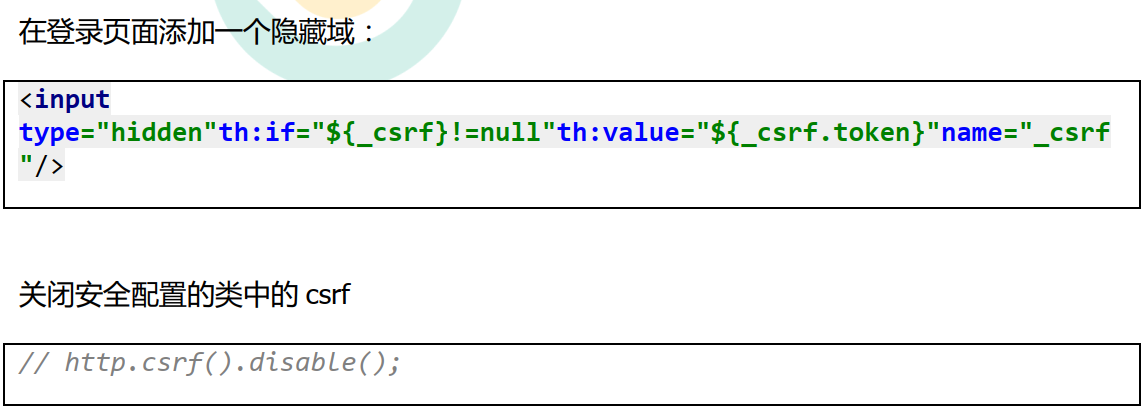 在登录页面添加一个隐藏域：
<input
type="hidden"th:if="${_csrf}!=null"th:value="${_csrf.token}"name="_csrf
"/>
关闭安全配置的类中的 csrf
// http.csrf().disable();